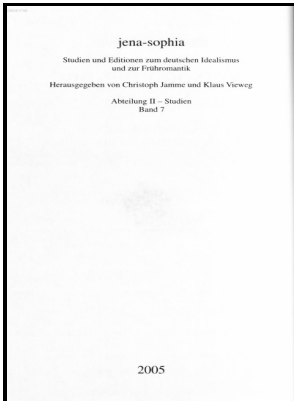 jena-sophia
Studien und Editionen zum deutschen Idealismus
und zur Frühromantik
Herausgegeben von Christoph Jamme und Klaus Vieweg
Abteilung II – Studien
Band 7
2005